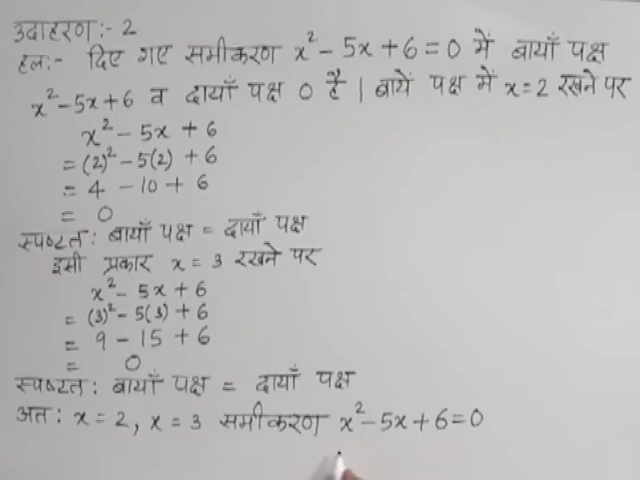 उदाहरण:- 2
हल:- दिए गए समीकरण x² - 5x + 6 = 0 में बायाँ पक्ष
x² - 5x + 6 व दायाँ पक्ष 0 है | बायें पक्ष में x = 2 रखने पर
x² - 5x + 6
= (2)² - 5(2) + 6
= 4 - 10 + 6
= 0
स्पष्टत: बायाँ पक्ष = दायाँ पक्ष
इसी प्रकार x = 3 रखने पर
x² - 5x + 6
= (3)² - 5(3) + 6
= 9 - 15 + 6
= 0
स्पष्टत: बायाँ पक्ष = दायाँ पक्ष
अत: x = 2, x = 3 समीकरण x² - 5x + 6 = 0